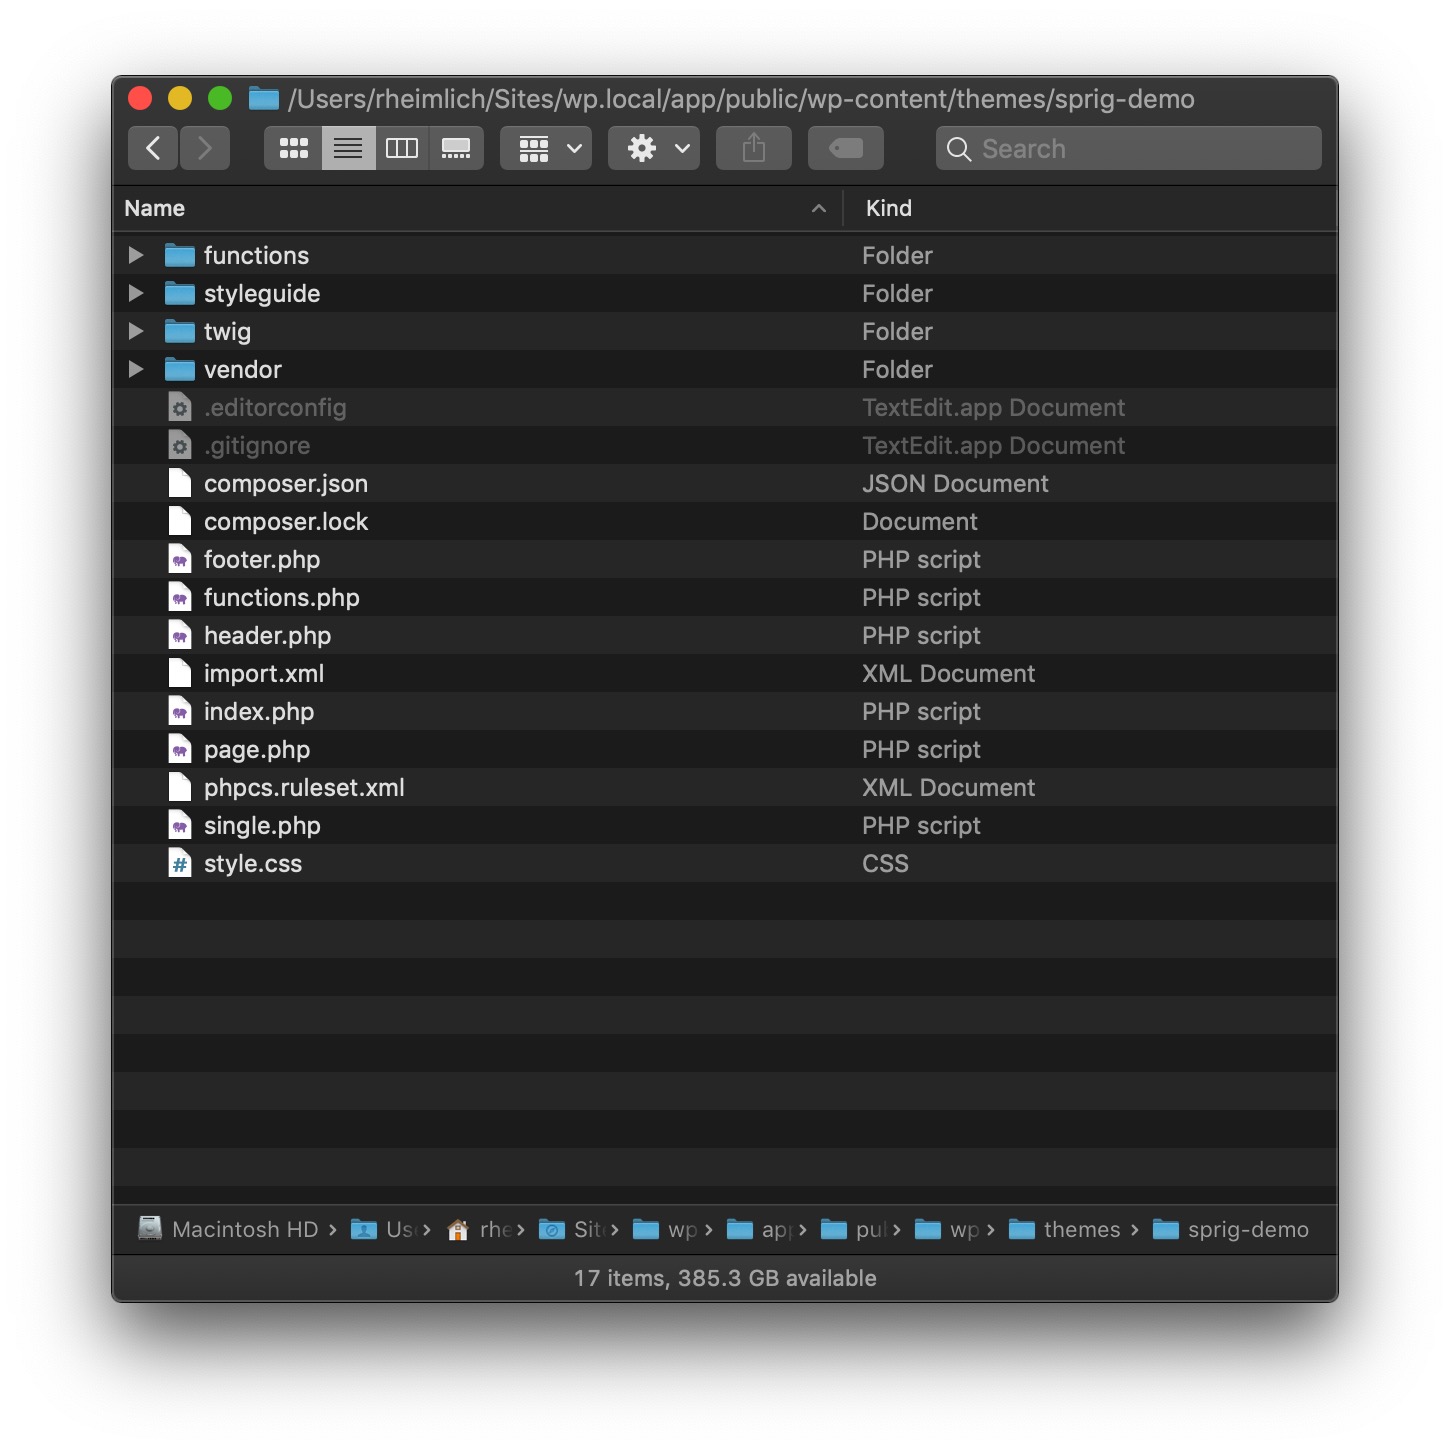 /Users/rheimlich/Sites/wp.local/app/public/wp-content/themes/sprig-demo
Search
Name Kind
functions Folder
styleguide Folder
twig Folder
vendor Folder
.editorconfig TextEdit.app Document
.gitignore TextEdit.app Document
composer.json JSON Document
composer.lock Document
footer.php PHP script
functions.php PHP script
header.php PHP script
import.xml XML Document
index.php PHP script
page.php PHP script
phpcs.ruleset.xml XML Document
single.php PHP script
style.css CSS
Macintosh HD › Use › rhe › Site › wp › app › pub › wp › themes › sprig-demo
17 items, 385.3 GB available